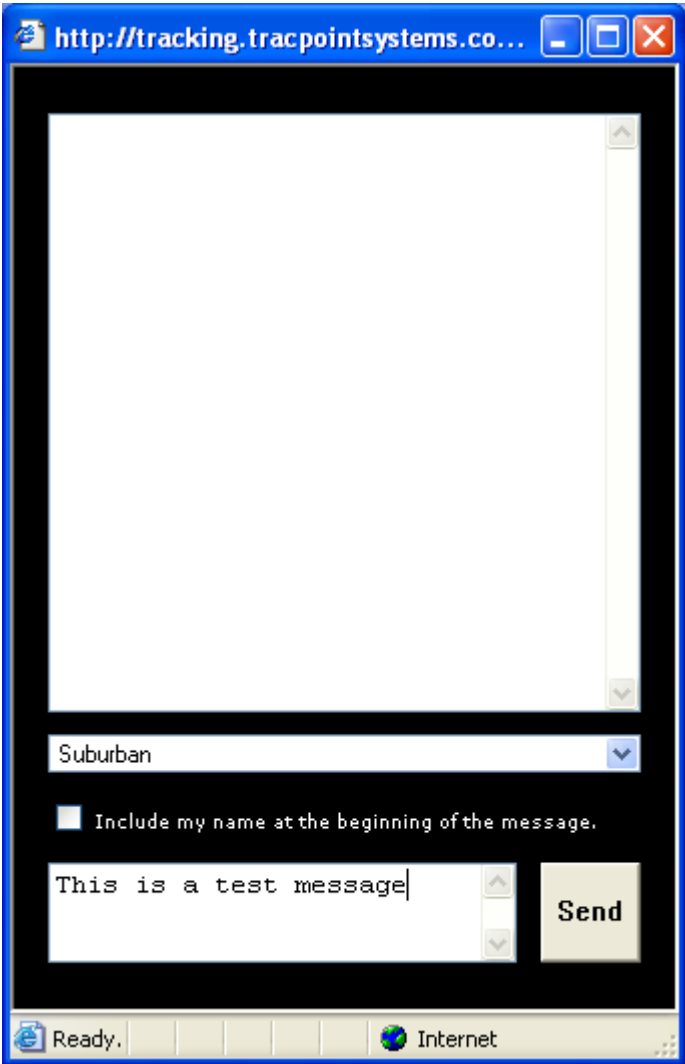 http://tracking.tracpointsystems.co...
Suburban
Include my name at the beginning of the message.
This is a test message
Send
Ready.
Internet